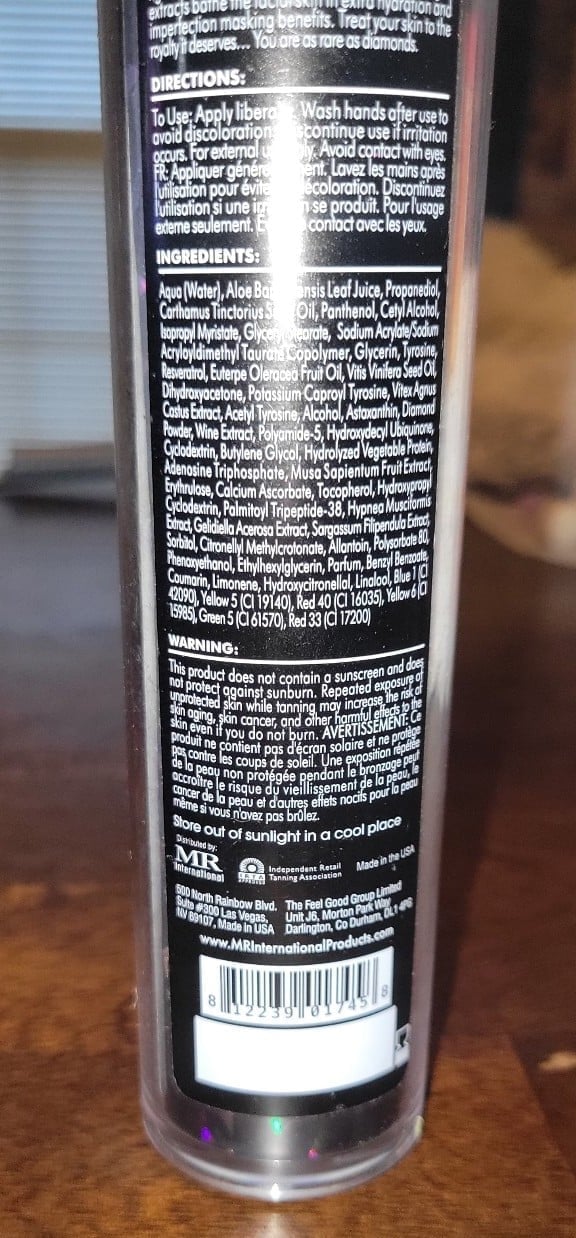 extracts bathe the facial skin in extra hydration and
imperfection masking benefits. Treat your skin to the
royalty it deserves... You are as rare as diamonds.
DIRECTIONS:
To Use: Apply Wash hands after use to
avoid discoloration. if irritation
occurs. For external Avoid contact with eyes.
FR: Appliquer Lavez les mains après
l'utilisation pour Discontinuez
l'utilisation si une se produit. Pour l'usage
externe seulement. contact avec les yeux.
INGREDIENTS:
Aqua (Water), Aloe Leaf Juice, Propanediol,
Carthamus Tinctorius Oil, Panthenol, Cetyl Alcohol,
Isopropyl Myristate, Sodium Acrylate/Sodium
Acryloyldimethyl Taurate Copolymer, Glycerin, Tyrosine,
Resveratrol, Euterpe Oleracea Fruit Oil, Vitis Vinifera Seed Oil,
Dihydroxyacetone, Potassium Caproyl Tyrosine, Vitex Agnus
Castus Extract, Acetyl Tyrosine, Alcohol, Astaxanthin, Diamond
Powder, Wine Extract, Polyamide-5, Hydroxydecyl Ubiquinone,
Cyclodextrin, Butylene Glycol, Hydrolyzed Vegetable Protein,
Adenosine Triphosphate, Musa Sapientum Fruit Extract,
Erythrulose, Calcium Ascorbate, Tocopherol, Hydroxypropyl
Cyclodextrin, Palmitoyl Tripeptide-38, Hypnea Musciformis
Extract, Gelidiella Acerosa Extract, Sargassum Filipendula Extract,
Sorbitol, Citronellyl Methylcrotonate, Allantoin, Polysorbate 80,
Phenoxyethanol, Ethylhexylglycerin, Parfum, Benzyl Benzoate,
Coumarin, Limonene, Hydroxycitronellal, Linalool, Blue 1 (CI
42090), Yellow 5 (CI 19140), Red 40 (CI 16035), Yellow 6 (CI
15985), Green 5 (CI 61570), Red 33 (CI 17200)
WARNING:
This product does not contain a sunscreen and does
not protect against sunburn. Repeated exposure of
unprotected skin while tanning may increase the risk of
skin aging, skin cancer, and other harmful effects to the
skin even if you do not burn. AVERTISSEMENT: Ce
produit ne contient pas d'écran solaire et ne protège
pas contre les coups de soleil. Une exposition répétée
de la peau non protégée pendant le bronzage peut
accroître le risque du vieillissement de la peau, le
cancer de la peau et d'autres effets nocifs pour la peau
même si vous n'avez pas brûlez.
Store out of sunlight in a cool place
Distributed by:
MR
International
Independent Retail
Tanning Association
Made in the USA
500 North Rainbow Blvd.
Suite #300 Las Vegas,
NV 89107, Made in USA
The Feel Good Group Limited
Unit J6, Morton Park Way
Darlington, Co Durham, DL1 4PG
www.MRInternationalProducts.com
8 12239 01745 8